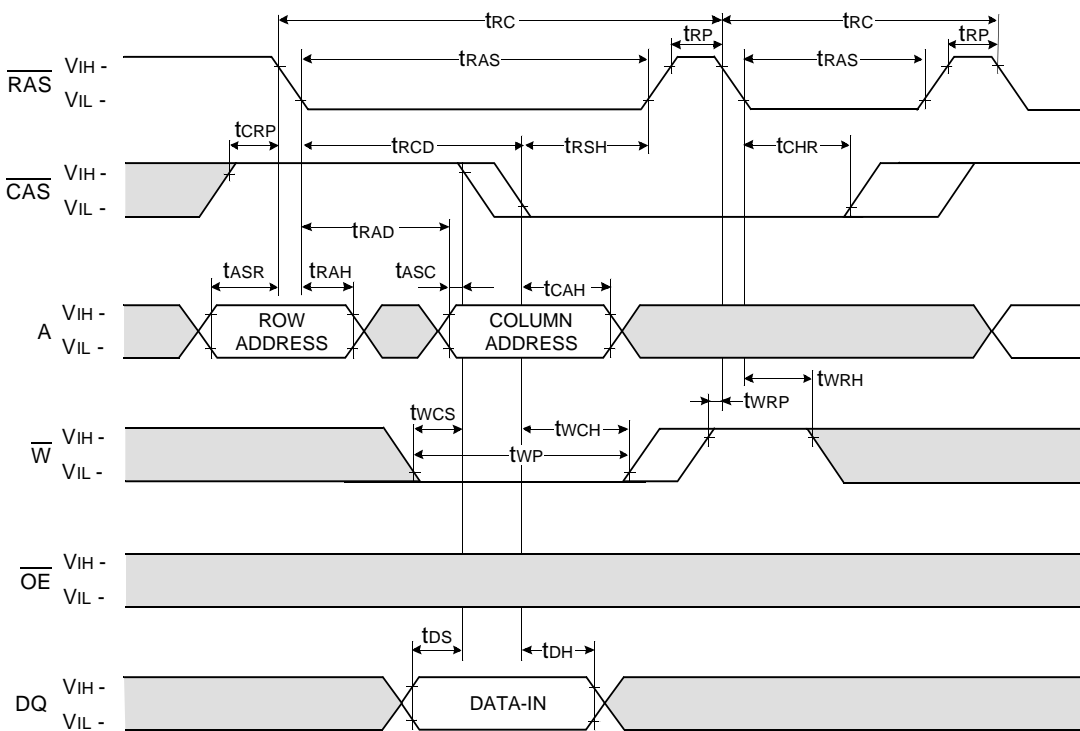 tRC tRC
tRP tRP
tRAS tRAS
RAS VIH -
VIL -
tCRP tRCD tRSH tCHR
CAS VIH -
VIL -
tRAD
tASR tRAH tASC tCAH
A VIH -
VIL -
ROW ADDRESS
COLUMN ADDRESS
tWRH
tWRP
tWCS tWCH
tWP
W VIH -
VIL -
OE VIH -
VIL -
tDS tDH
DQ VIH -
VIL -
DATA-IN